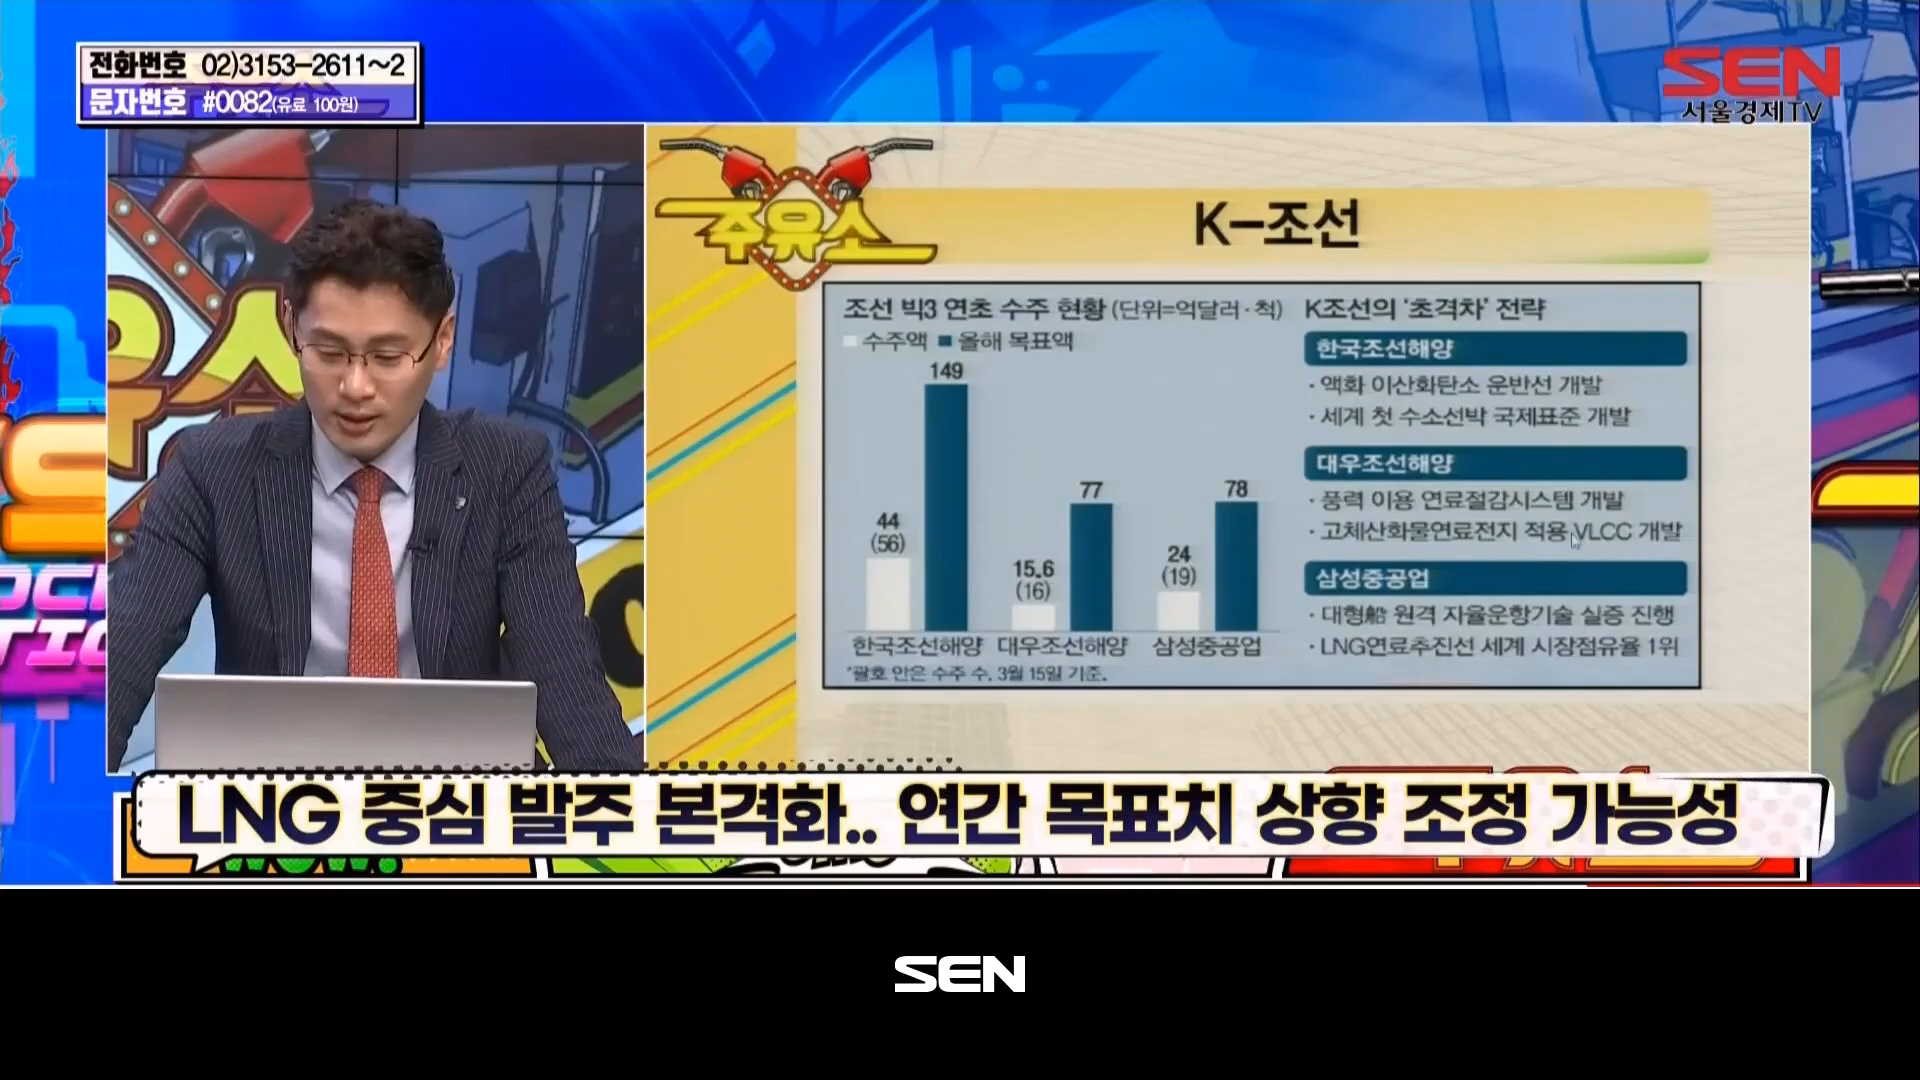 전화번호 02)3153-2611~2
문자번호 #0082(유료 100원)
SEN
서울경제TV
주유소
K-조선
조선 빅3 연초 수주 현황 (단위=억달러·척)
수주액 올해 목표액
149
44
(56)
15.6
(16)
77
24
(19)
78
한국조선해양 대우조선해양 삼성중공업
*괄호 안은 수주 수, 3월 15일 기준.
K조선의 '초격차' 전략
한국조선해양
· 액화 이산화탄소 운반선 개발
· 세계 첫 수소선박 국제표준 개발
대우조선해양
· 풍력 이용 연료절감시스템 개발
· 고체산화물연료전지 적용 VLCC 개발
삼성중공업
· 대형船 원격 자율운항기술 실증 진행
· LNG연료추진선 세계 시장점유율 1위
LNG 중심 발주 본격화.. 연간 목표치 상향 조정 가능성
SEN